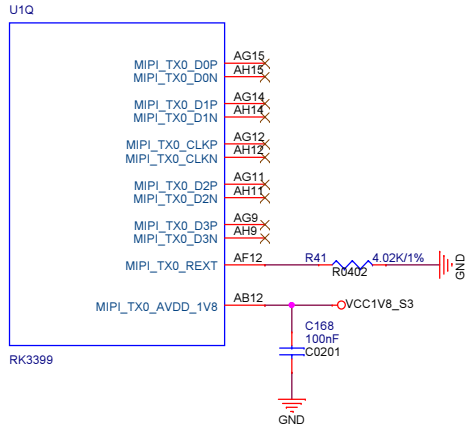 U1Q
MIPI_TX0_D0P AG15
MIPI_TX0_D0N AH15
MIPI_TX0_D1P AG14
MIPI_TX0_D1N AH14
MIPI_TX0_CLKP AG12
MIPI_TX0_CLKN AH12
MIPI_TX0_D2P AG11
MIPI_TX0_D2N AH11
MIPI_TX0_D3P AG9
MIPI_TX0_D3N AH9
MIPI_TX0_REXT AF12 R41 4.02K/1%
R0402
GND
MIPI_TX0_AVDD_1V8 AB12 VCC1V8_S3
C168
100nF
C0201
RK3399
GND